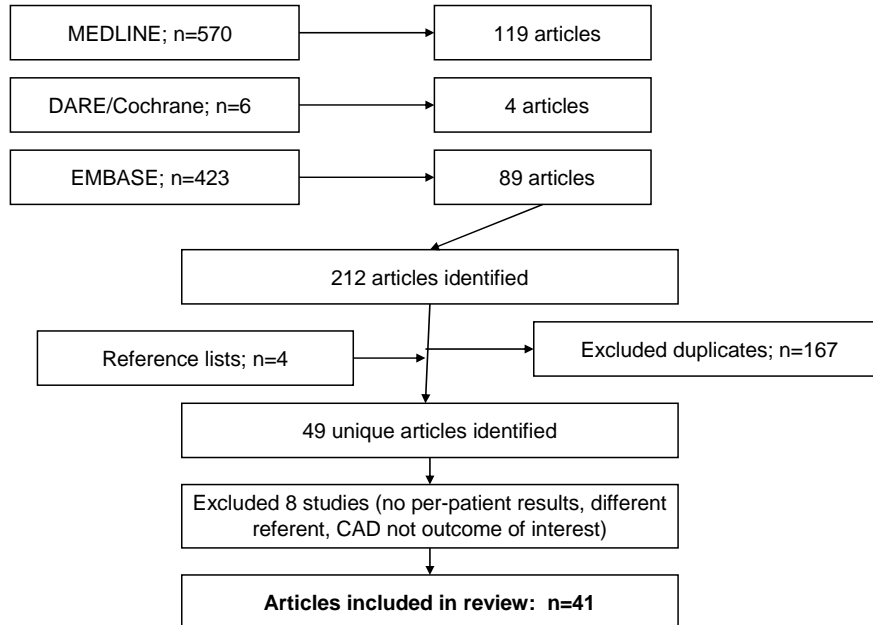 MEDLINE; n=570
119 articles
DARE/Cochrane; n=6
4 articles
EMBASE; n=423
89 articles
212 articles identified
Reference lists; n=4
Excluded duplicates; n=167
49 unique articles identified
Excluded 8 studies (no per-patient results, different
referent, CAD not outcome of interest)
Articles included in review: n=41